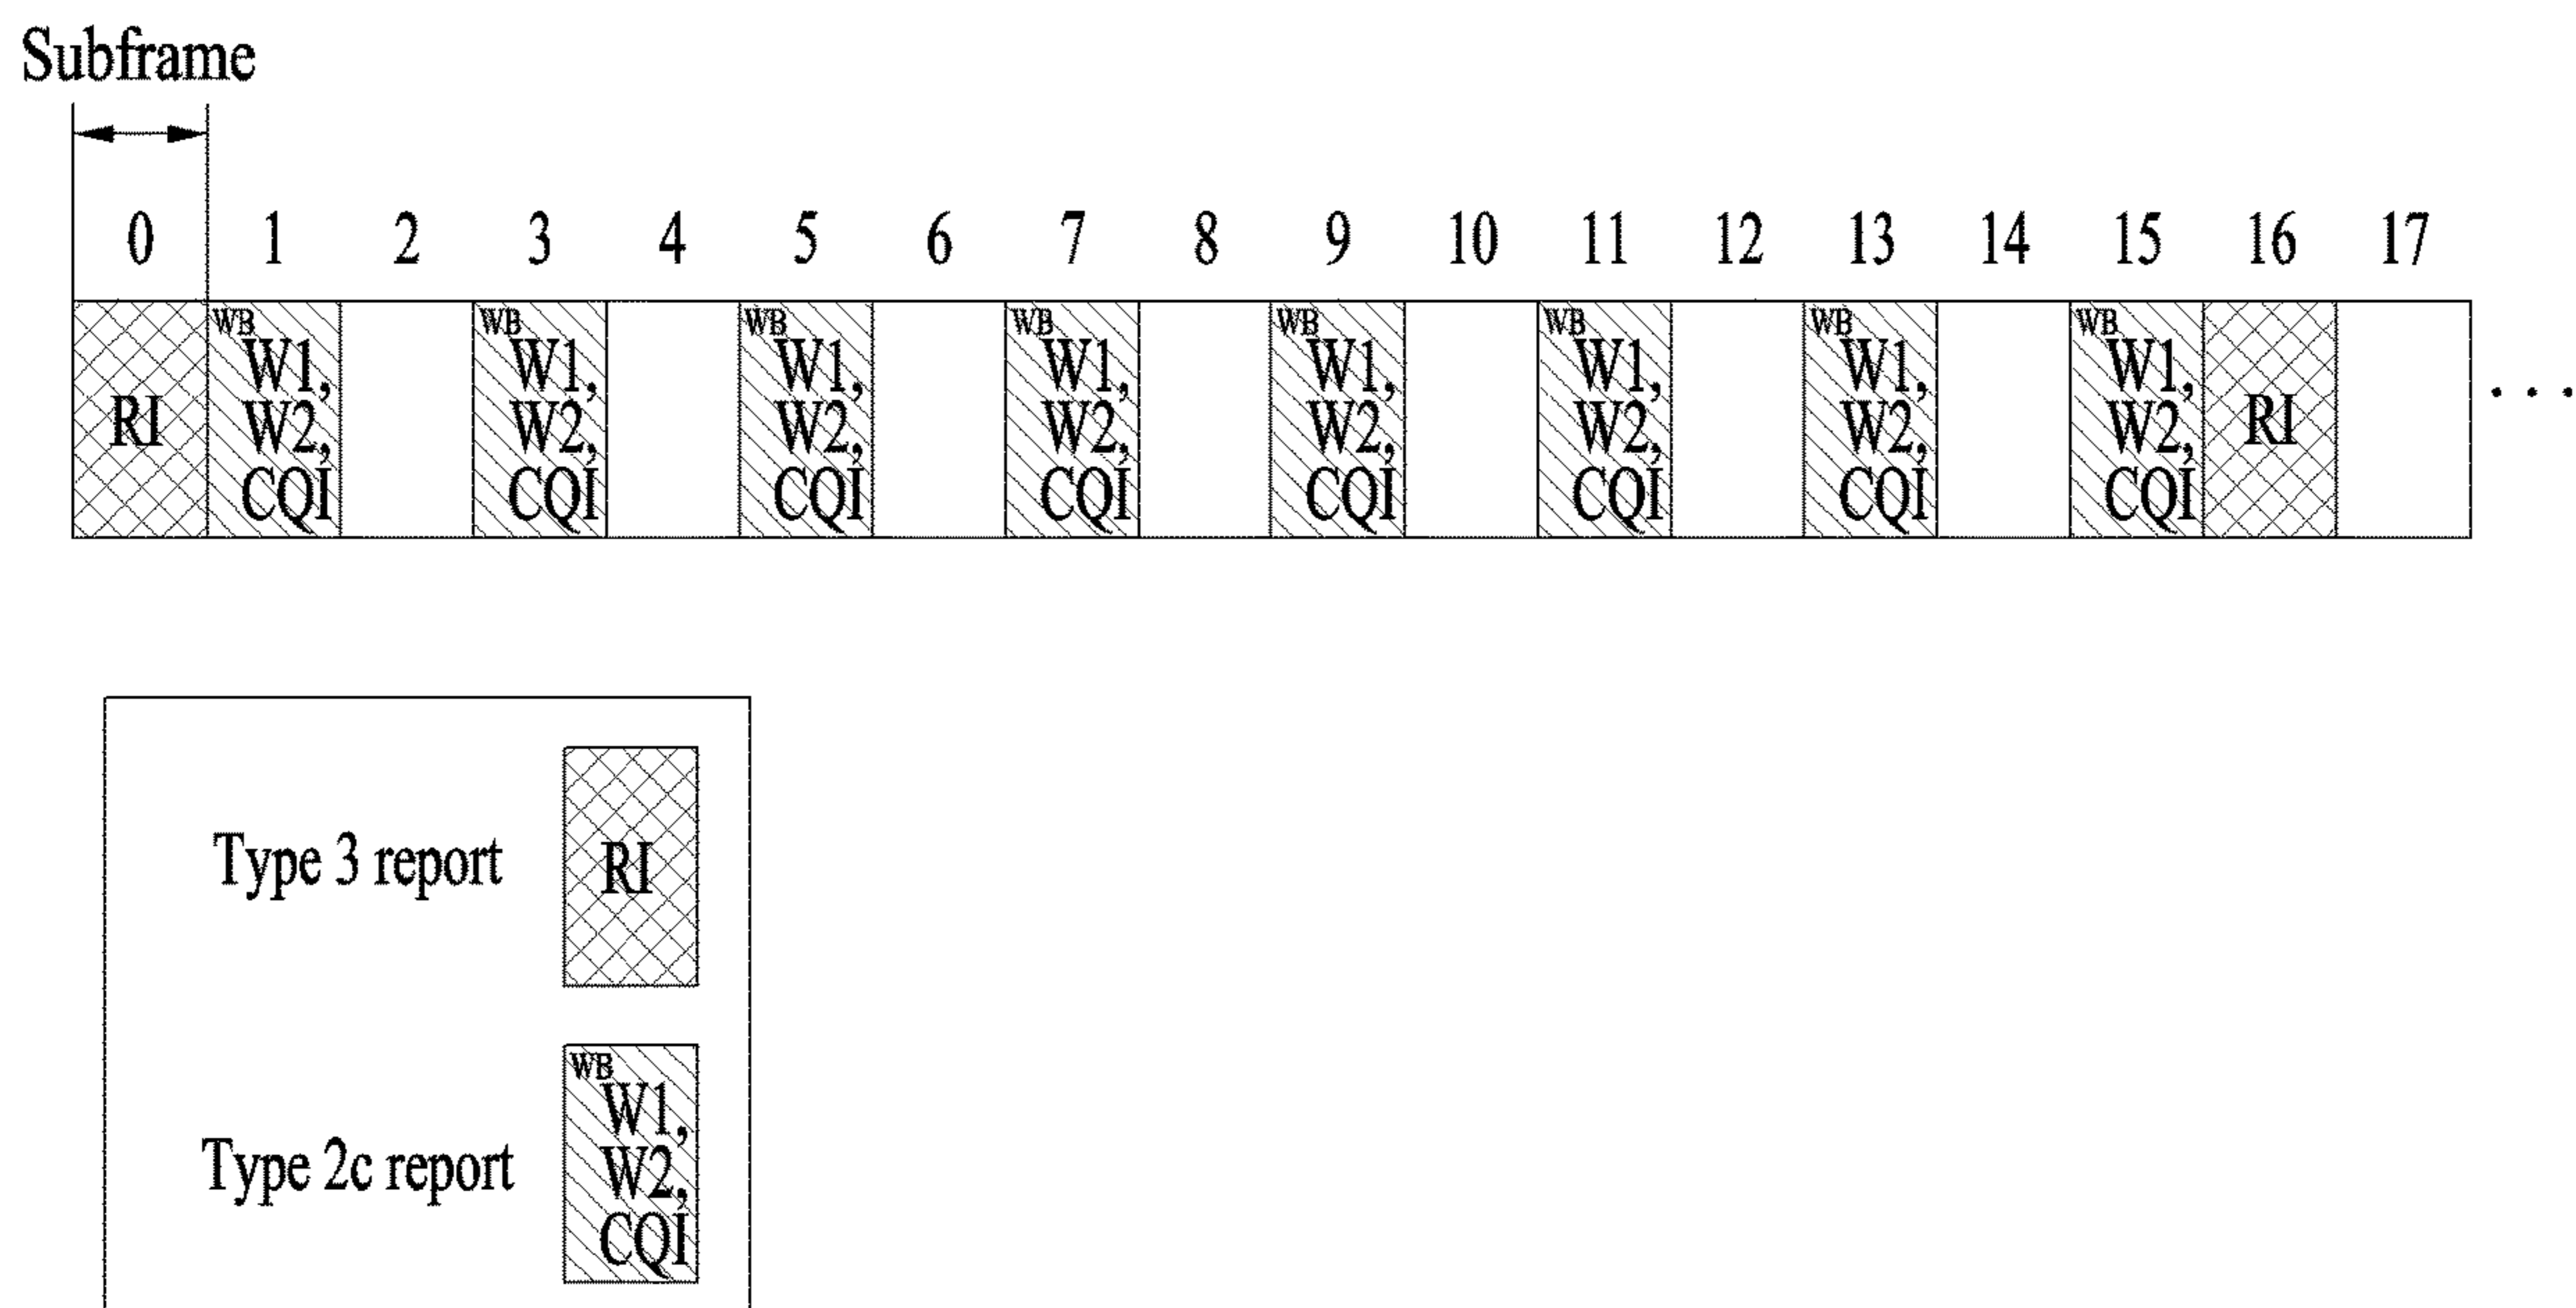 Subframe
0 1 2 3 4 5 6 7 8 9 10 11 12 13 14 15 16 17
WB WB WB WB WB WB WB WB
W1, W1, W1, W1, W1, W1, W1, W1,
RI W2, W2, W2, W2, W2, W2, W2, W2, RI ...
CQI CQI CQI CQI CQI CQI CQI CQI
Type 3 report RI
WB
W1,
Type 2c report W2,
CQI